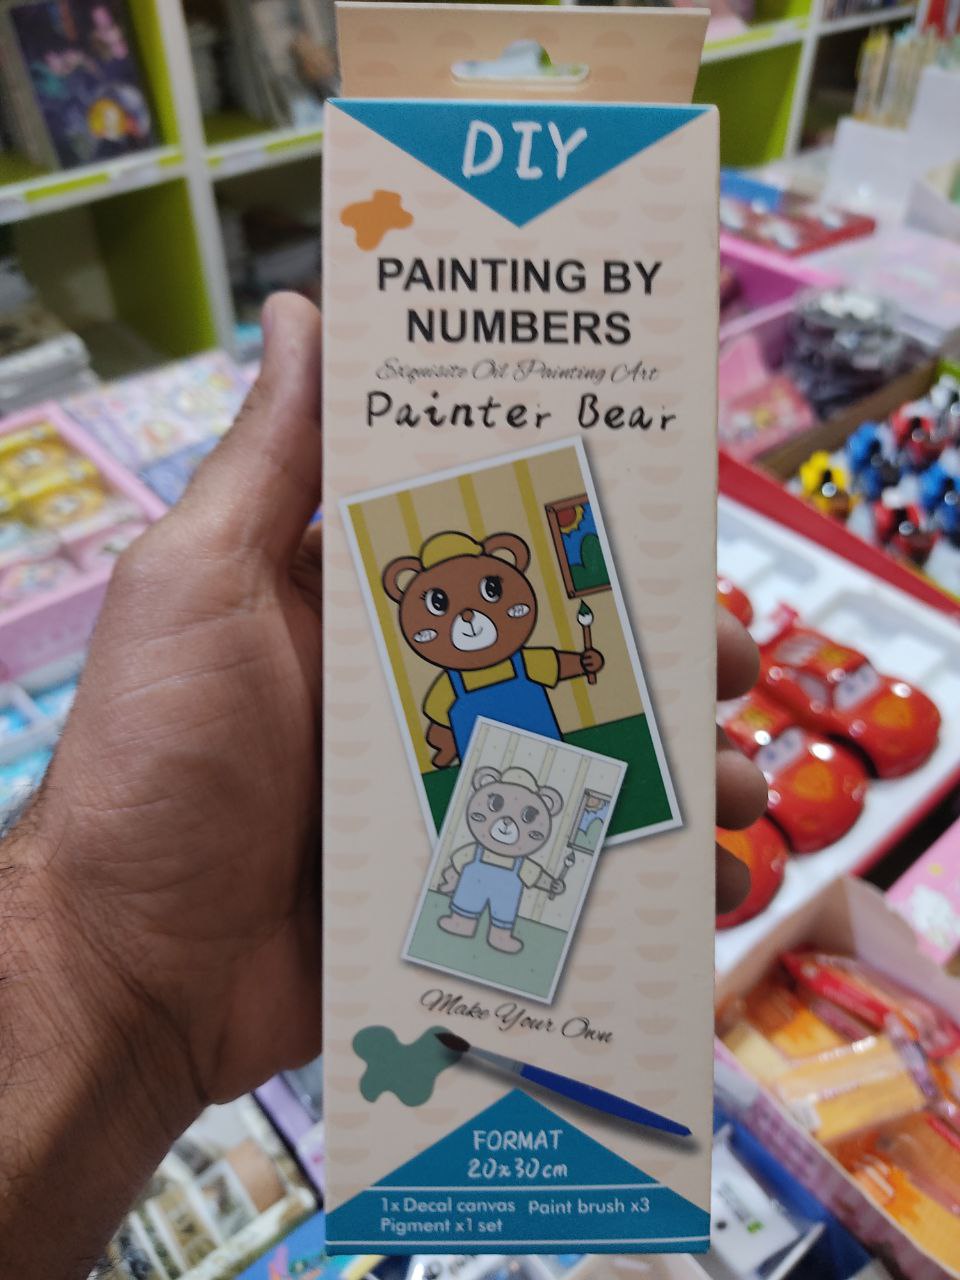 DIY
PAINTING BY
NUMBERS
Exquisite Oil Painting Art
Painter Bear
Make Your Own
FORMAT
20x30cm
1x Decal canvas Paint brush x3
Pigment x1 set